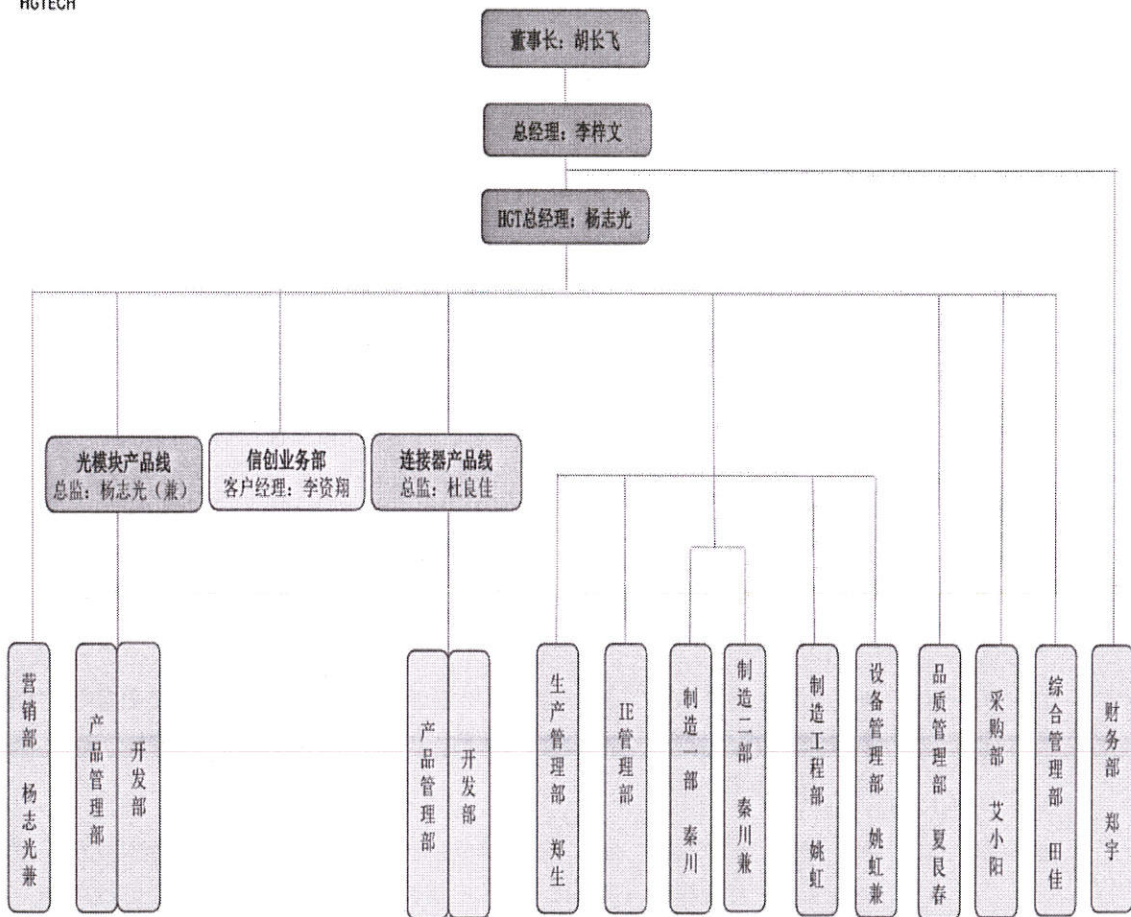 HGTECH
董事长：胡长飞
总经理：李梓文
HGT总经理：杨志光
光模块产品线
总监：杨志光（兼）
信创业务部
客户经理：李资翔
连接器产品线
总监：杜良佳
营销部 杨志光兼
产品管理部
开发部
产品管理部
开发部
生产管理部 郑生
IE管理部
制造一部 秦川
制造二部 秦川兼
制造工程部 姚虹
设备管理部 姚虹兼
品质管理部 夏艮春
采购部 艾小阳
综合管理部 田佳
财务部 郑宇